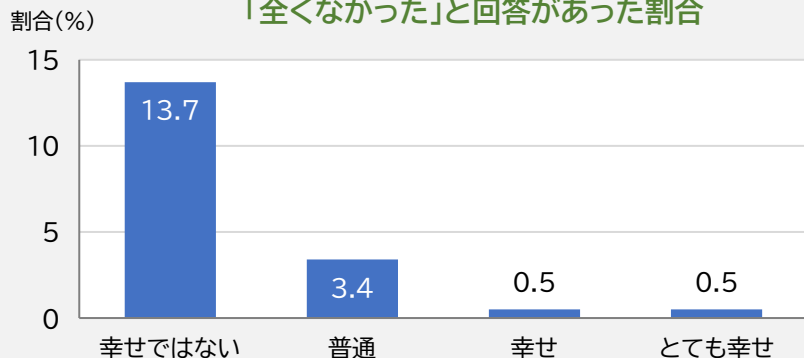 「全くなかった」と回答があった割合
割合(%)
15
10
5
0
13.7
3.4
0.5
0.5
幸せではない
普通
幸せ
とても幸せ